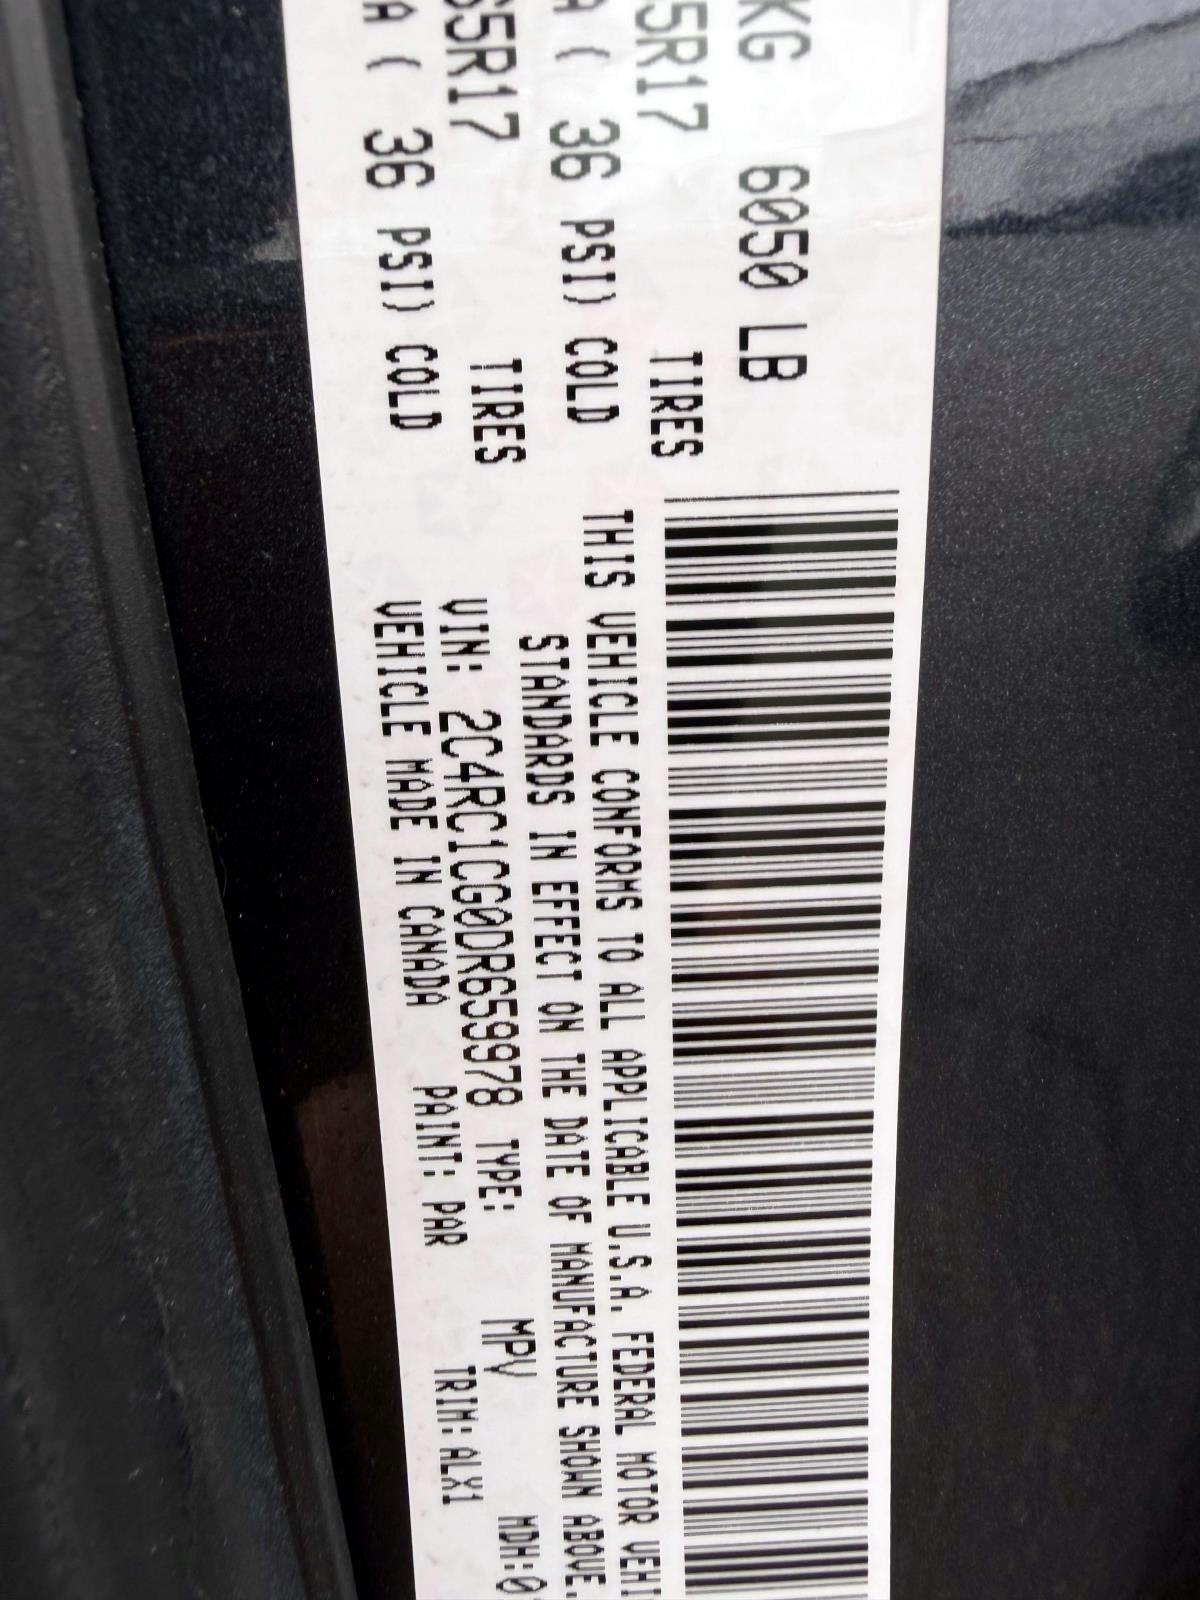 KG 6050 LB
5R17 TIRES
A ( 36 PSI) COLD
65R17 TIRES
A ( 36 PSI) COLD
THIS VEHICLE CONFORMS TO ALL APPLICABLE U.S.A. FEDERAL MOTOR VEHI
STANDARDS IN EFFECT ON THE DATE OF MANUFACTURE SHOWN ABOVE.
VIN: 2C4RC1CG0DR659978 TYPE: MPV MDH:0
VEHICLE MADE IN CANADA PAINT: PAR TRIM: ALX1